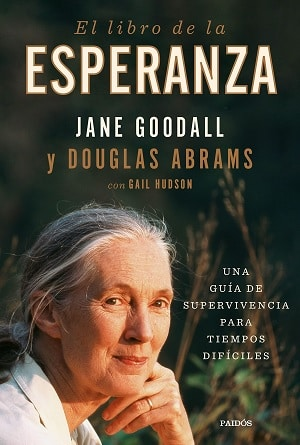 El libro de la
ESPERANZA
JANE GOODALL
y DOUGLAS ABRAMS
con GAIL HUDSON
UNA
GUÍA DE
SUPERVIVENCIA
PARA
TIEMPOS
DIFÍCILES
PAIDÓS